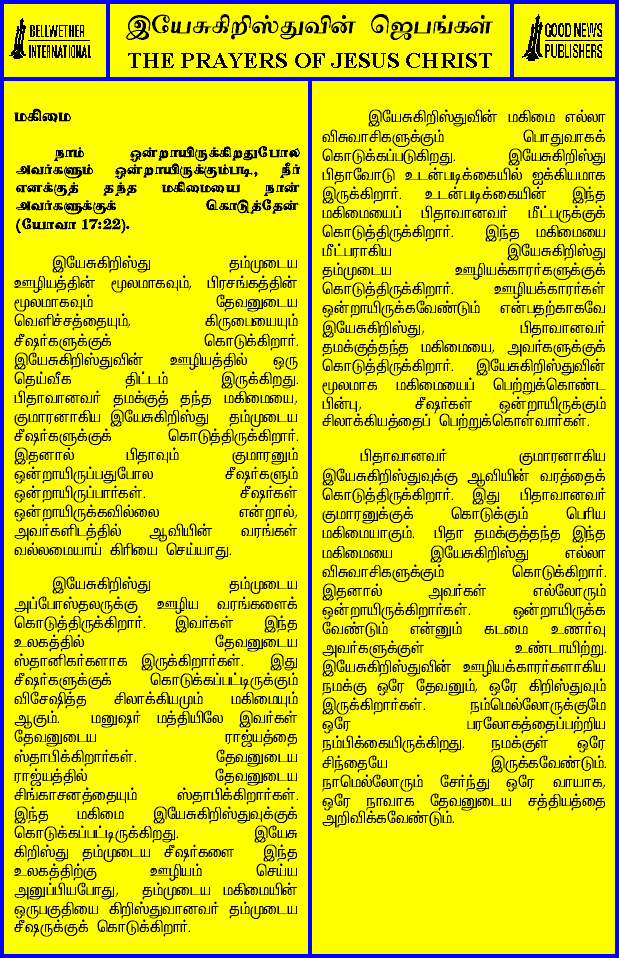 BELLWETHER
INTERNATIONAL
இயேசுகிறிஸ்துவின் ஜெபங்கள்
THE PRAYERS OF JESUS CHRIST
GOOD NEWS
PUBLISHERS
மகிமை
நாம் ஒன்றாயிருக்கிறதுபோல
அவர்களும் ஒன்றாயிருக்கும்படி, நீர்
எனக்குத் தந்த மகிமையை நான்
அவர்களுக்குக் கொடுத்தேன்
(யோவா 17:22).
இயேசுகிறிஸ்து தம்முடைய
ஊழியத்தின் மூலமாகவும், பிரசங்கத்தின்
மூலமாகவும் தேவனுடைய
வெளிச்சத்தையும், கிருபையையும்
சீஷர்களுக்குக் கொடுக்கிறார்.
இயேசுகிறிஸ்துவின் ஊழியத்தில் ஒரு
தெய்வீக திட்டம் இருக்கிறது.
பிதாவானவர் தமக்குத் தந்த மகிமையை,
குமாரனாகிய இயேசுகிறிஸ்து தம்முடைய
சீஷர்களுக்குக் கொடுத்திருக்கிறார்.
இதனால் பிதாவும் குமாரனும்
ஒன்றாயிருப்பதுபோல சீஷர்களும்
ஒன்றாயிருப்பார்கள். சீஷர்கள்
ஒன்றாயிருக்கவில்லை என்றால்,
அவர்களிடத்தில் ஆவியின் வரங்கள்
வல்லமையாய் கிரியை செய்யாது.
இயேசுகிறிஸ்து தம்முடைய
அப்போஸ்தலருக்கு ஊழிய வரங்களைக்
கொடுத்திருக்கிறார். இவர்கள் இந்த
உலகத்தில் தேவனுடைய
ஸ்தானிகர்களாக இருக்கிறார்கள். இது
சீஷர்களுக்குக் கொடுக்கப்பட்டிருக்கும்
விசேஷித்த சிலாக்கியமும் மகிமையும்
ஆகும். மனுஷர் மத்தியிலே இவர்கள்
தேவனுடைய ராஜ்யத்தை
ஸ்தாபிக்கிறார்கள். தேவனுடைய
ராஜ்யத்தில் தேவனுடைய
சிங்காசனத்தையும் ஸ்தாபிக்கிறார்கள்.
இந்த மகிமை இயேசுகிறிஸ்துவுக்குக்
கொடுக்கப்பட்டிருக்கிறது. இயேசு
கிறிஸ்து தம்முடைய சீஷர்களை இந்த
உலகத்திற்கு ஊழியம் செய்ய
அனுப்பியபோது, தம்முடைய மகிமையின்
ஒருபகுதியை கிறிஸ்துவானவர் தம்முடைய
சீஷருக்குக் கொடுக்கிறார்.
இயேசுகிறிஸ்துவின் மகிமை எல்லா
விசுவாசிகளுக்கும் பொதுவாகக்
கொடுக்கப்படுகிறது. இயேசுகிறிஸ்து
பிதாவோடு உடன்படிக்கையில் ஐக்கியமாக
இருக்கிறார். உடன்படிக்கையின் இந்த
மகிமையைப் பிதாவானவர் மீட்பருக்குக்
கொடுத்திருக்கிறார். இந்த மகிமையை
மீட்பராகிய இயேசுகிறிஸ்து
தம்முடைய ஊழியக்காரர்களுக்குக்
கொடுத்திருக்கிறார். ஊழியக்காரர்கள்
ஒன்றாயிருக்கவேண்டும் என்பதற்காகவே
இயேசுகிறிஸ்து, பிதாவானவர்
தமக்குத்தந்த மகிமையை, அவர்களுக்குக்
கொடுத்திருக்கிறார். இயேசுகிறிஸ்துவின்
மூலமாக மகிமையைப் பெற்றுக்கொண்ட
பின்பு, சீஷர்கள் ஒன்றாயிருக்கும்
சிலாக்கியத்தைப் பெற்றுக்கொள்வார்கள்.
பிதாவானவர் குமாரனாகிய
இயேசுகிறிஸ்துவுக்கு ஆவியின் வரத்தைக்
கொடுத்திருக்கிறார். இது பிதாவானவர்
குமாரனுக்குக் கொடுக்கும் பெரிய
மகிமையாகும். பிதா தமக்குத்தந்த இந்த
மகிமையை இயேசுகிறிஸ்து எல்லா
விசுவாசிகளுக்கும் கொடுக்கிறார்.
இதனால் அவர்கள் எல்லோரும்
ஒன்றாயிருக்கிறார்கள். ஒன்றாயிருக்க
வேண்டும் என்னும் கடமை உணர்வு
அவர்களுக்குள் உண்டாயிற்று.
இயேசுகிறிஸ்துவின் ஊழியக்காரர்களாகிய
நமக்கு ஒரே தேவனும், ஒரே கிறிஸ்துவும்
இருக்கிறார்கள். நம்மெல்லோருக்குமே
ஒரே பரலோகத்தைப்பற்றிய
நம்பிக்கையிருக்கிறது. நமக்குள் ஒரே
சிந்தையே இருக்கவேண்டும்.
நாமெல்லோரும் சேர்ந்து ஒரே வாயாக,
ஒரே நாவாக தேவனுடைய சத்தியத்தை
அறிவிக்கவேண்டும்.